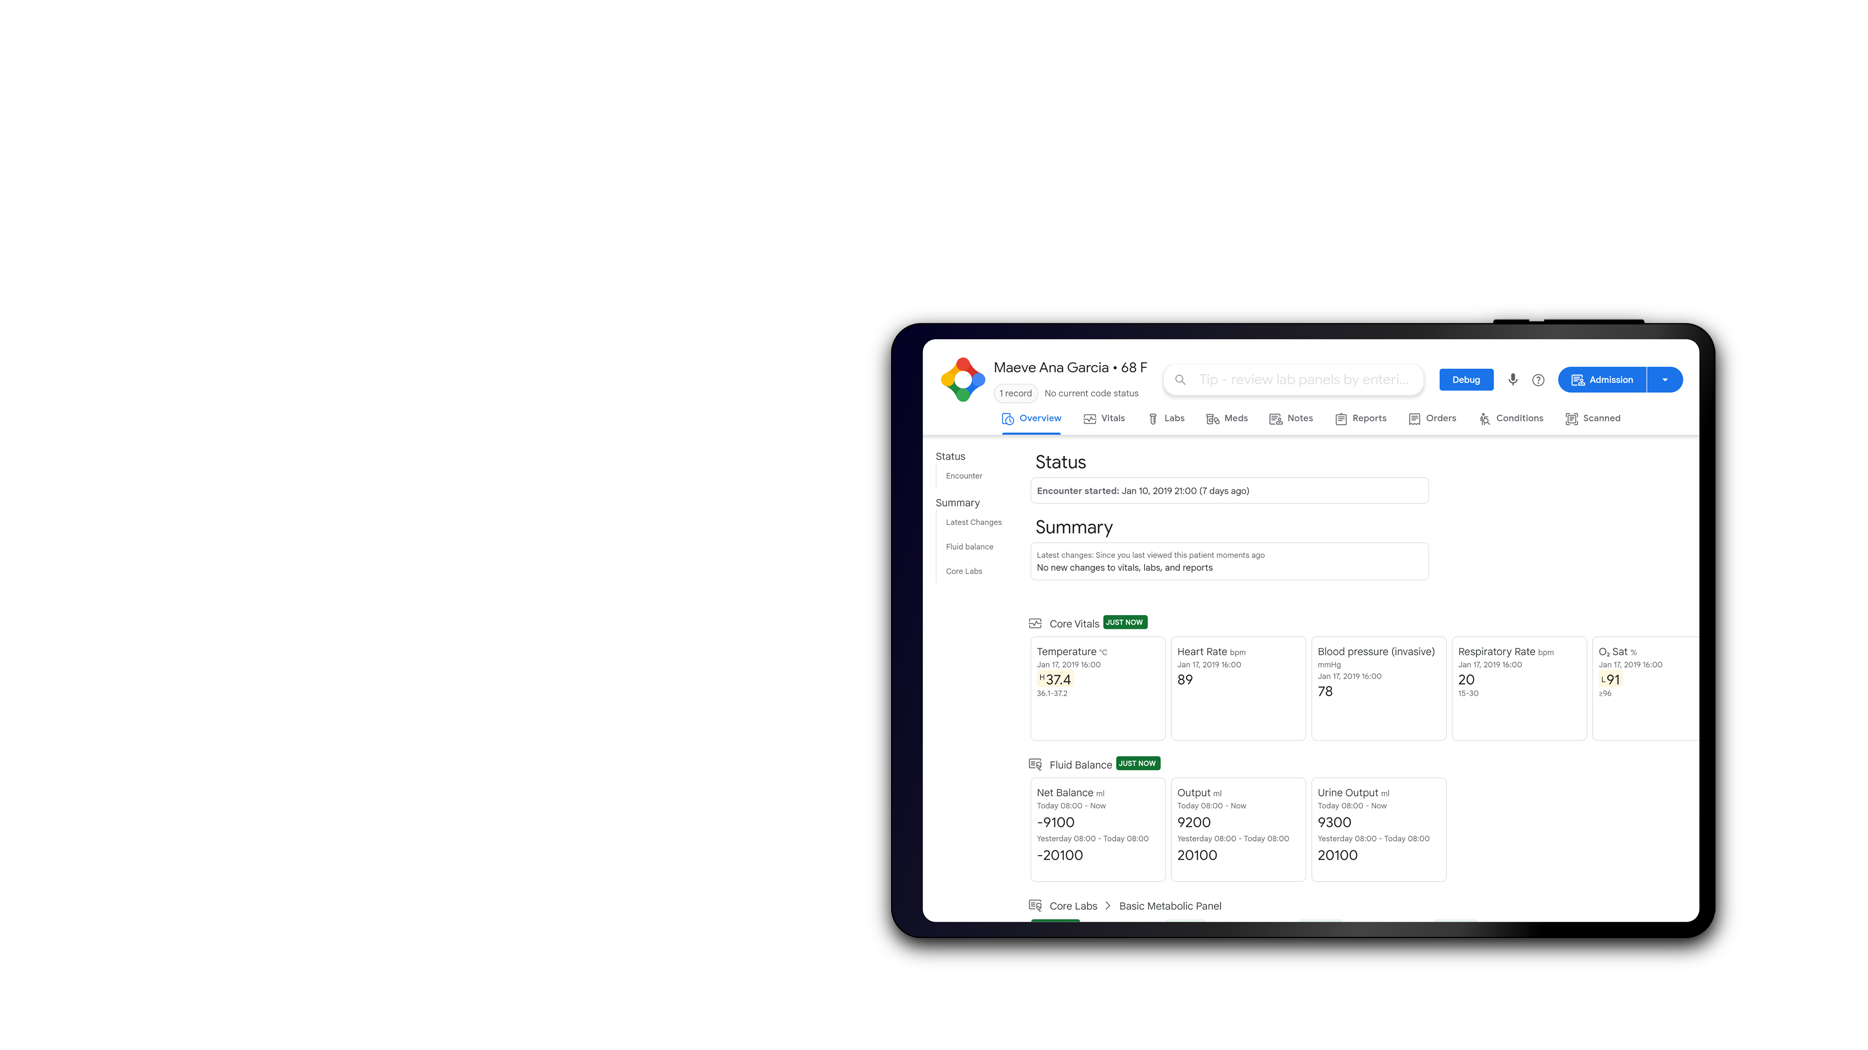 Maeve Ana Garcia • 68 F
1 record
No current code status
Tip - review lab panels by enteri...
Debug
Admission
Overview
Vitals
Labs
Meds
Notes
Reports
Orders
Conditions
Scanned
Status
Encounter
Summary
Latest Changes
Fluid balance
Core Labs
Status
Encounter started: Jan 10, 2019 21:00 (7 days ago)
Summary
Latest changes: Since you last viewed this patient moments ago
No new changes to vitals, labs, and reports
Core Vitals JUST NOW
Temperature °C
Jan 17, 2019 16:00
H 37.4
36.1-37.2
Heart Rate bpm
Jan 17, 2019 16:00
89
Blood pressure (invasive)
mmHg
Jan 17, 2019 16:00
78
Respiratory Rate bpm
Jan 17, 2019 16:00
20
15-30
O₂ Sat %
Jan 17, 2019 16:00
L 91
≥96
Fluid Balance JUST NOW
Net Balance ml
Today 08:00 - Now
-9100
Yesterday 08:00 - Today 08:00
-20100
Output ml
Today 08:00 - Now
9200
Yesterday 08:00 - Today 08:00
20100
Urine Output ml
Today 08:00 - Now
9300
Yesterday 08:00 - Today 08:00
20100
Core Labs > Basic Metabolic Panel